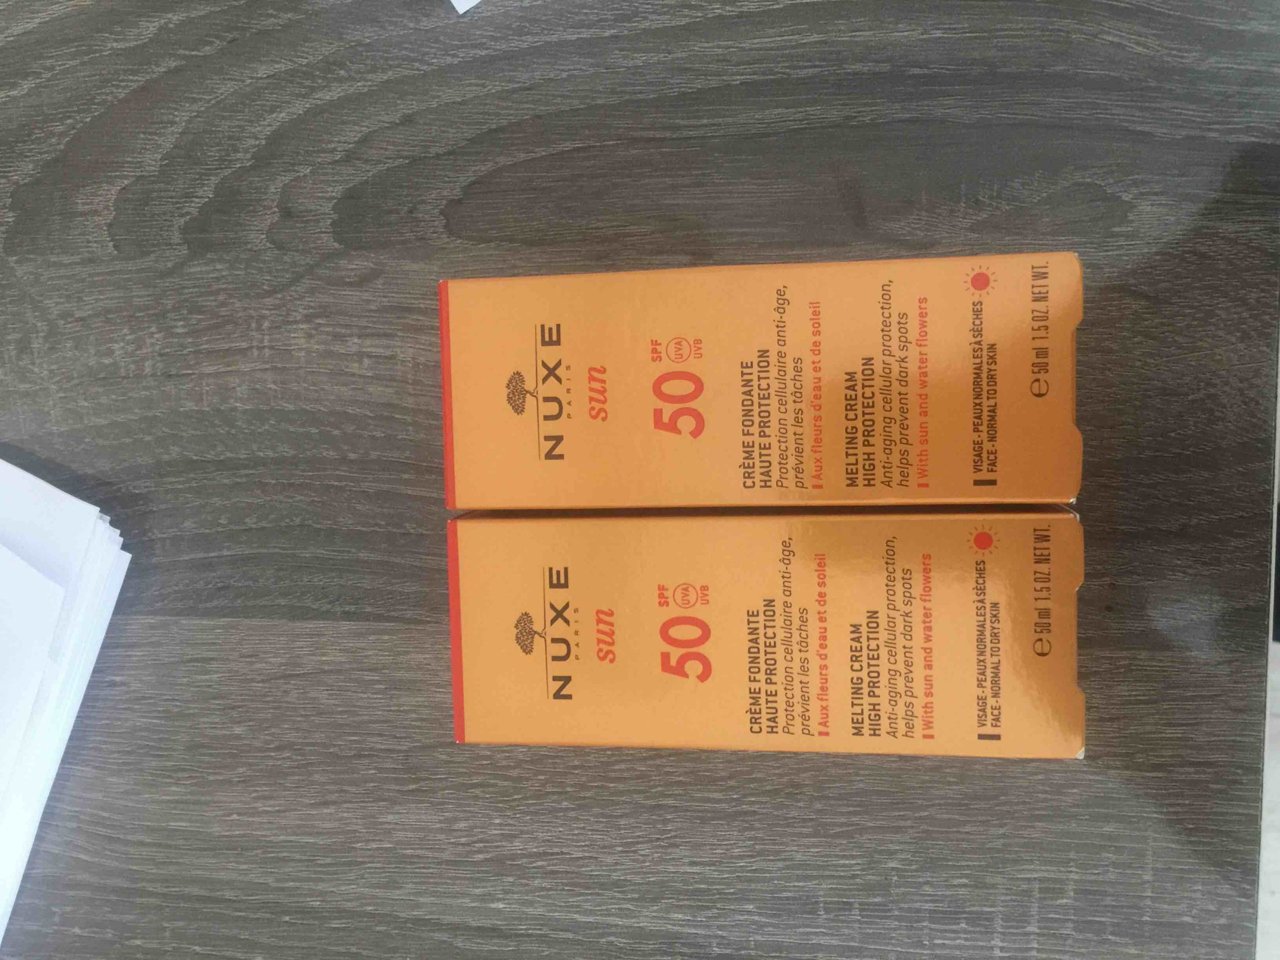 NUXE
PARIS
sun
50 SPF
UVA
UVB
CRÈME FONDANTE
HAUTE PROTECTION
Protection cellulaire anti-âge,
prévient les tâches
Aux fleurs d'eau et de soleil
MELTING CREAM
HIGH PROTECTION
Anti-aging cellular protection,
helps prevent dark spots
With sun and water flowers
VISAGE-PEAUX NORMALES À SÈCHES
FACE-NORMAL TO DRY SKIN
e 50 ml 1.5 OZ. NET WT.
NUXE
PARIS
sun
50 SPF
UVA
UVB
CRÈME FONDANTE
HAUTE PROTECTION
Protection cellulaire anti-âge,
prévient les tâches
Aux fleurs d'eau et de soleil
MELTING CREAM
HIGH PROTECTION
Anti-aging cellular protection,
helps prevent dark spots
With sun and water flowers
VISAGE-PEAUX NORMALES À SÈCHES
FACE-NORMAL TO DRY SKIN
e 50 ml 1.5 OZ. NET WT.